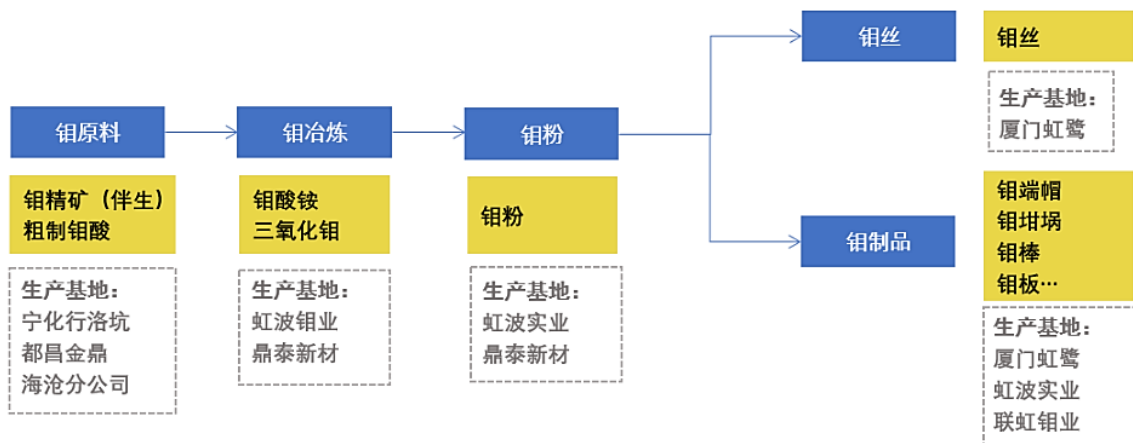 钼原料
钼精矿（伴生）
粗制钼酸
生产基地：
宁化行洛坑
都昌金鼎
海沧分公司
钼冶炼
钼酸铵
三氧化钼
生产基地：
虹波钼业
鼎泰新材
钼粉
钼粉
生产基地：
虹波实业
鼎泰新材
钼丝
钼丝
生产基地：
厦门虹鹭
钼制品
钼端帽
钼坩埚
钼棒
钼板…
生产基地：
厦门虹鹭
虹波实业
联虹钼业